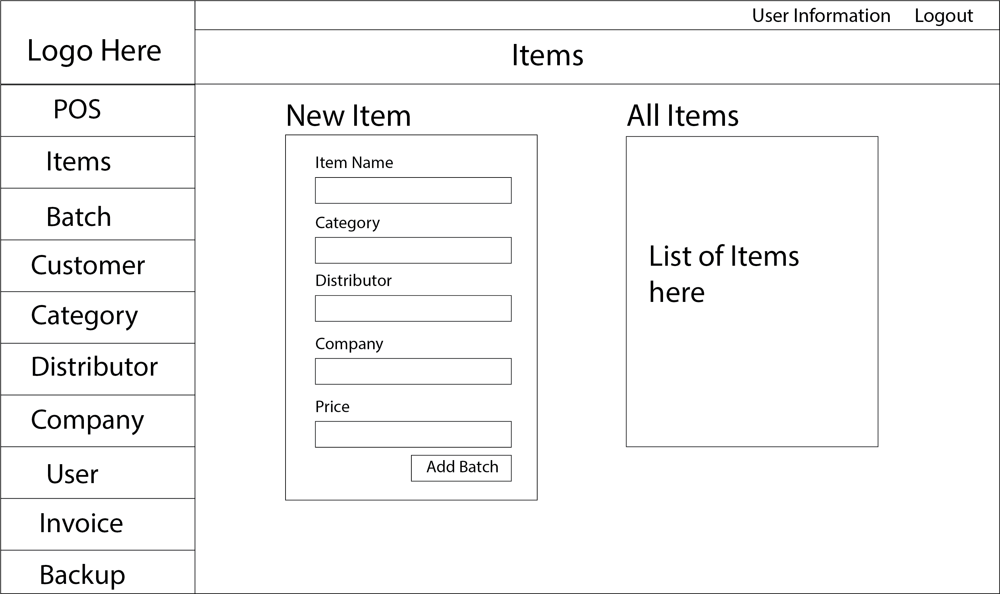 User Information
Logout
Logo Here
Items
POS
Items
Batch
Customer
Category
Distributor
Company
User
Invoice
Backup
New Item
Item Name
Category
Distributor
Company
Price
Add Batch
All Items
List of Items
here